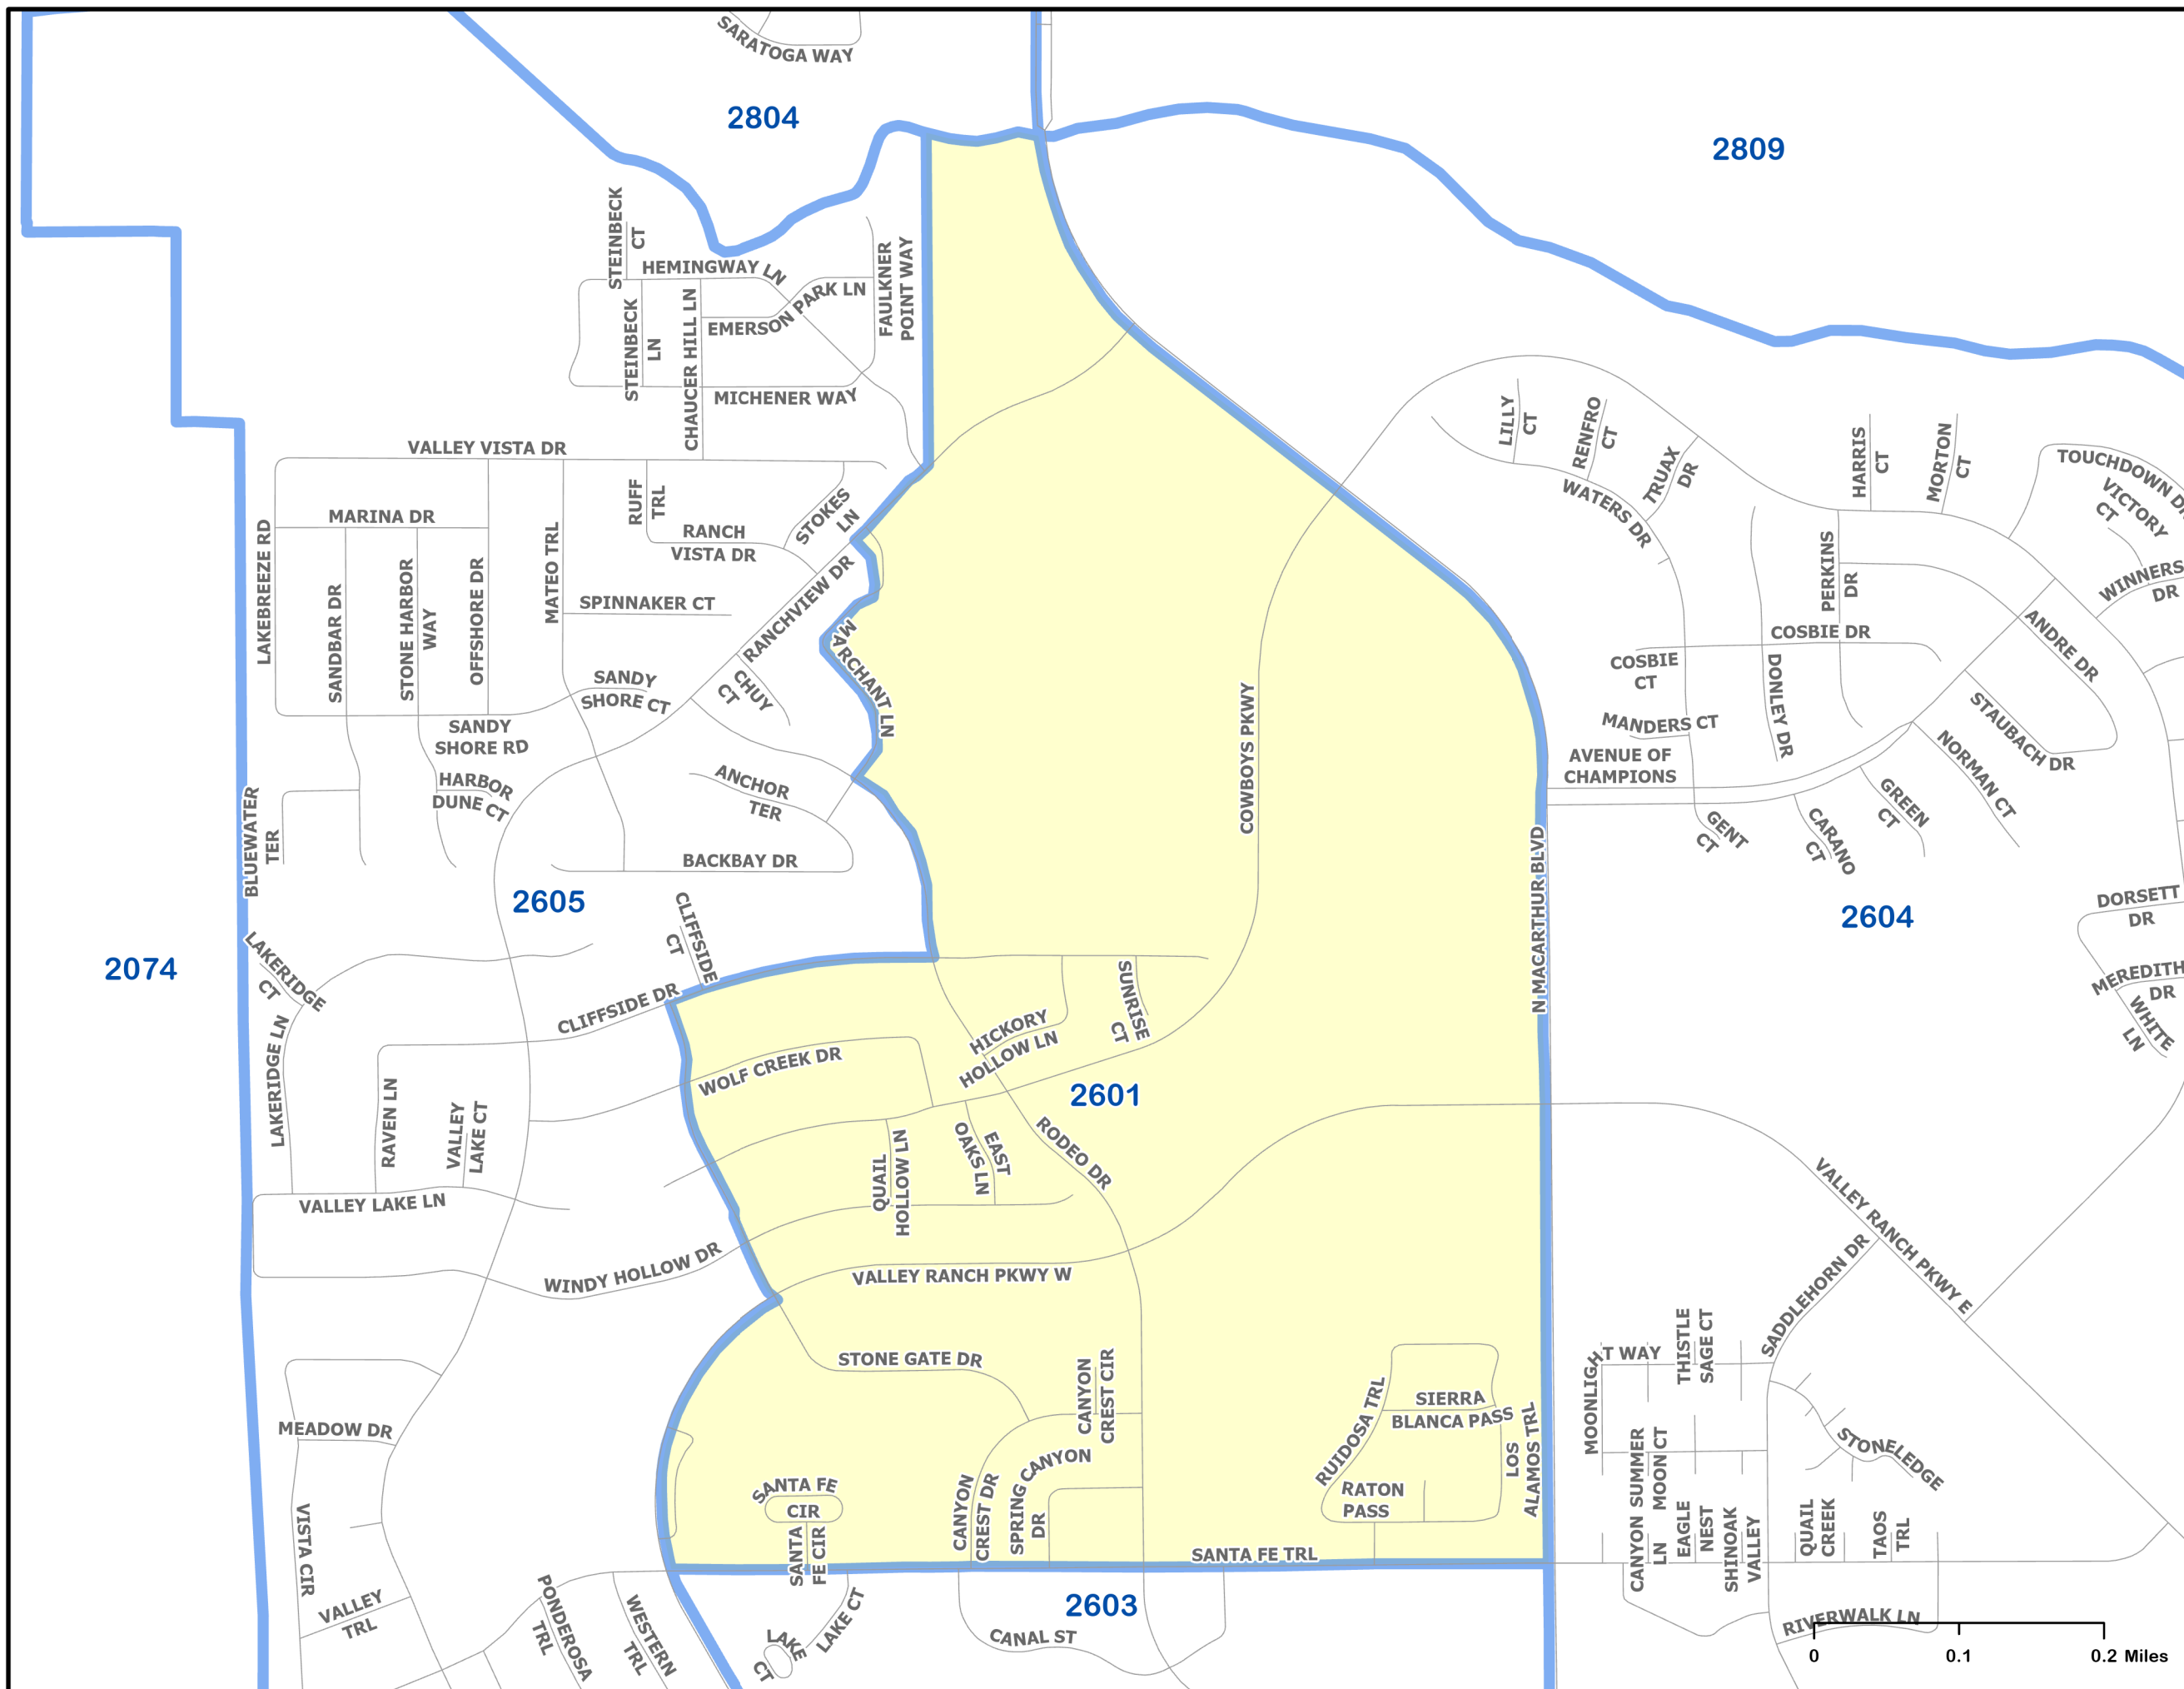 SARATOGA WAY
2804
2809
STEINBECK
CT
HEMINGWAY LN
FAULKNER
POINT WAY
EMERSON PARK LN
STEINBECK
LN
CHAUCER HILL LN
MICHENER WAY
VALLEY VISTA DR
LILLY
CT
RENFRO
CT
TRUAX
DR
WATERS DR
HARRIS
CT
MORTON
CT
TOUCHDOWN DR
VICTORY
CT
WINNERS
DR
RUFF
TRL
STOKES
LN
MARINA DR
RANCH
VISTA DR
LAKEBREEZE RD
SANDBAR DR
STONE HARBOR
WAY
OFFSHORE DR
MATEO TRL
SPINNAKER CT
RANCHVIEW DR
MARCHANT LN
PERKINS
DR
COSBIE DR
COSBIE
CT
ANDRE DR
DONLEY DR
SANDY
SHORE CT
CHUY
CT
SANDY
SHORE RD
MANDERS CT
STAUBACH DR
AVENUE OF
CHAMPIONS
NORMAN CT
HARBOR
DUNE CT
ANCHOR
TER
COWBOYS PKWY
GREEN
CT
GENT
CT
CARANO
CT
BLUEWATER
TER
BACKBAY DR
N MACARTHUR BLVD
2605
2604
DORSETT
DR
CLIFFSIDE
CT
2074
LAKERIDGE
CT
CLIFFSIDE DR
SUNRISE
CT
MEREDITH
DR
WHITE
LN
HICKORY
HOLLOW LN
LAKERIDGE LN
WOLF CREEK DR
2601
RAVEN LN
VALLEY
LAKE CT
QUAIL
HOLLOW LN
EAST
OAKS LN
RODEO DR
VALLEY LAKE LN
VALLEY RANCH PKWY E
WINDY HOLLOW DR
VALLEY RANCH PKWY W
SADDLEHORN DR
STONE GATE DR
CANYON
CREST CIR
THISTLE
SAGE CT
MOONLIGHT WAY
SIERRA
BLANCA PASS
RUIDOSA TRL
LOS
ALAMOS TRL
MEADOW DR
STONELEDGE
SPRING CANYON
DR
CANYON
CREST DR
SANTA FE
CIR
SANTA
FE CIR
RATON
PASS
SUMMER
MOON CT
CANYON
LN
EAGLE
NEST
SHINOAK
VALLEY
QUAIL
CREEK
TAOS
TRL
VISTA CIR
SANTA FE TRL
VALLEY
TRL
PONDEROSA
TRL
WESTERN
TRL
LAKE CT
LAKE
CT
2603
CANAL ST
RIVERWALK LN
0 0.1 0.2 Miles